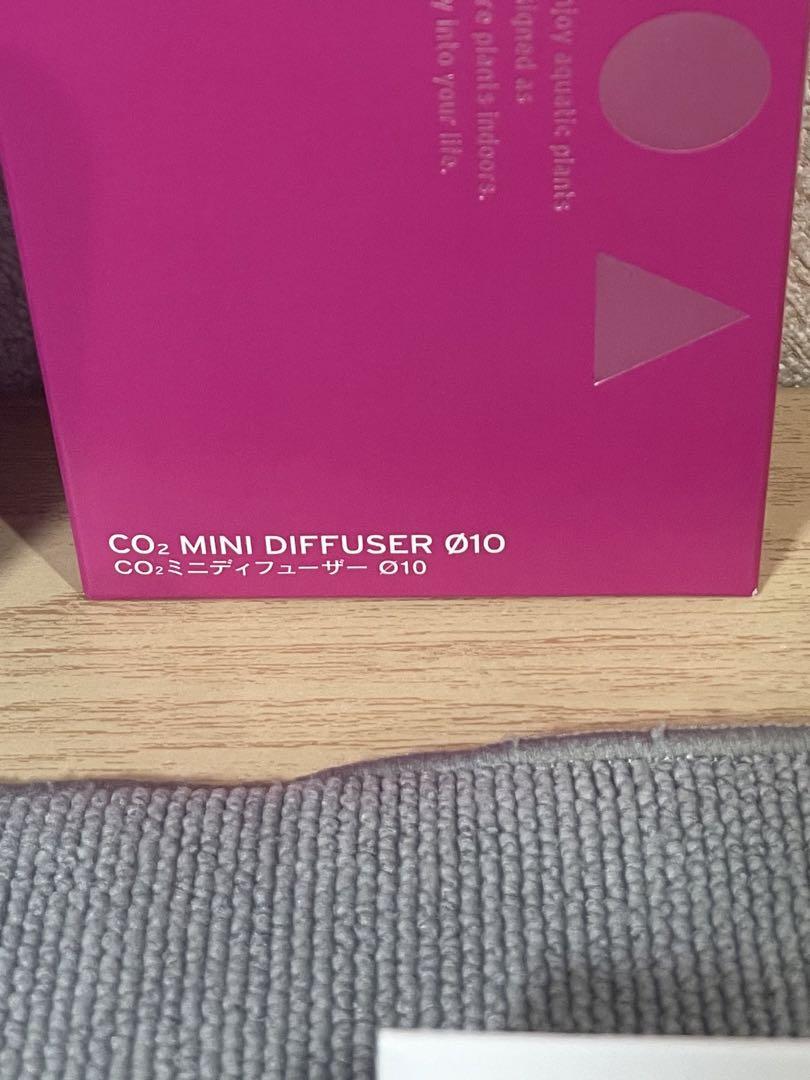 njoy aquatic plants
signed as
re plants indoors.
y into your life.
CO₂ MINI DIFFUSER Ø10
CO₂ミニディフューザー Ø10